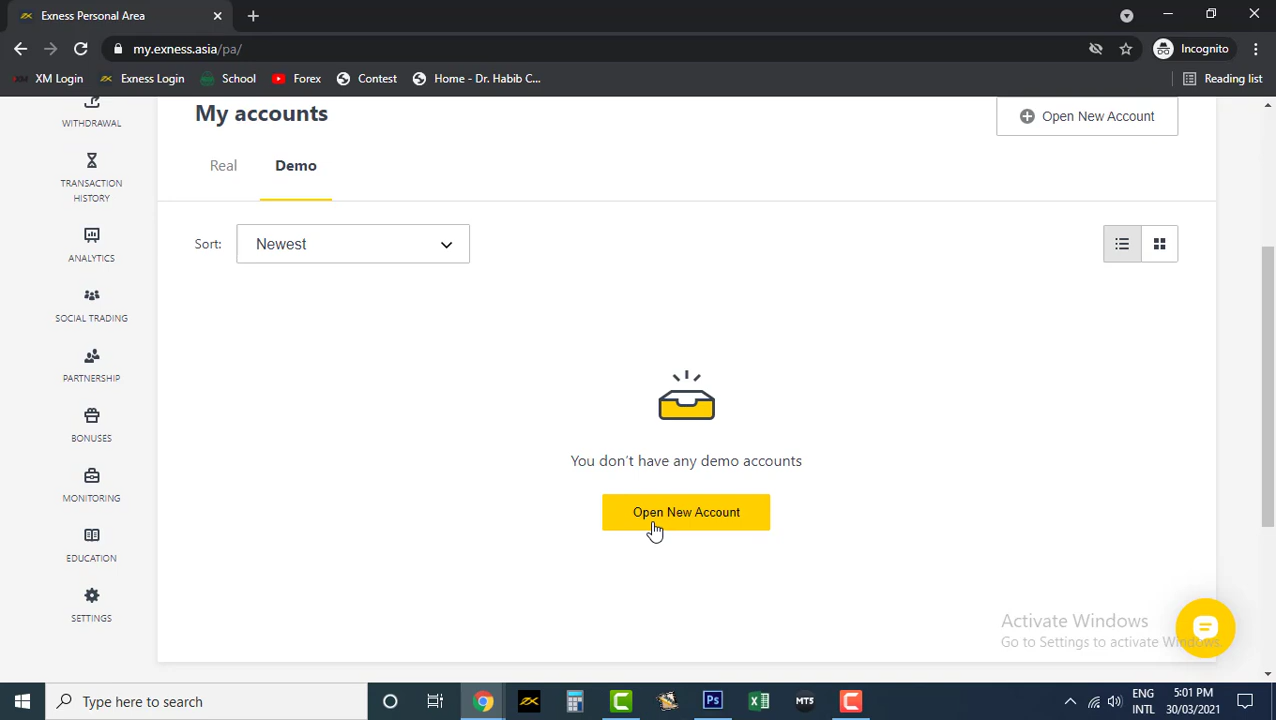 Exness Personal Area
my.exness.asia/pa/
Incognito
XM XM Login
Exness Login
School
Forex
Contest
Home - Dr. Habib C...
Reading list
WITHDRAWAL
My accounts
Open New Account
Real
Demo
TRANSACTION
HISTORY
Sort:
Newest
ANALYTICS
SOCIAL TRADING
PARTNERSHIP
BONUSES
You don't have any demo accounts
MONITORING
Open New Account
EDUCATION
SETTINGS
Activate Windows
Go to Settings to activate Windows.
Type here to search
MT5
ENG
INTL
5:01 PM
30/03/2021
Ps